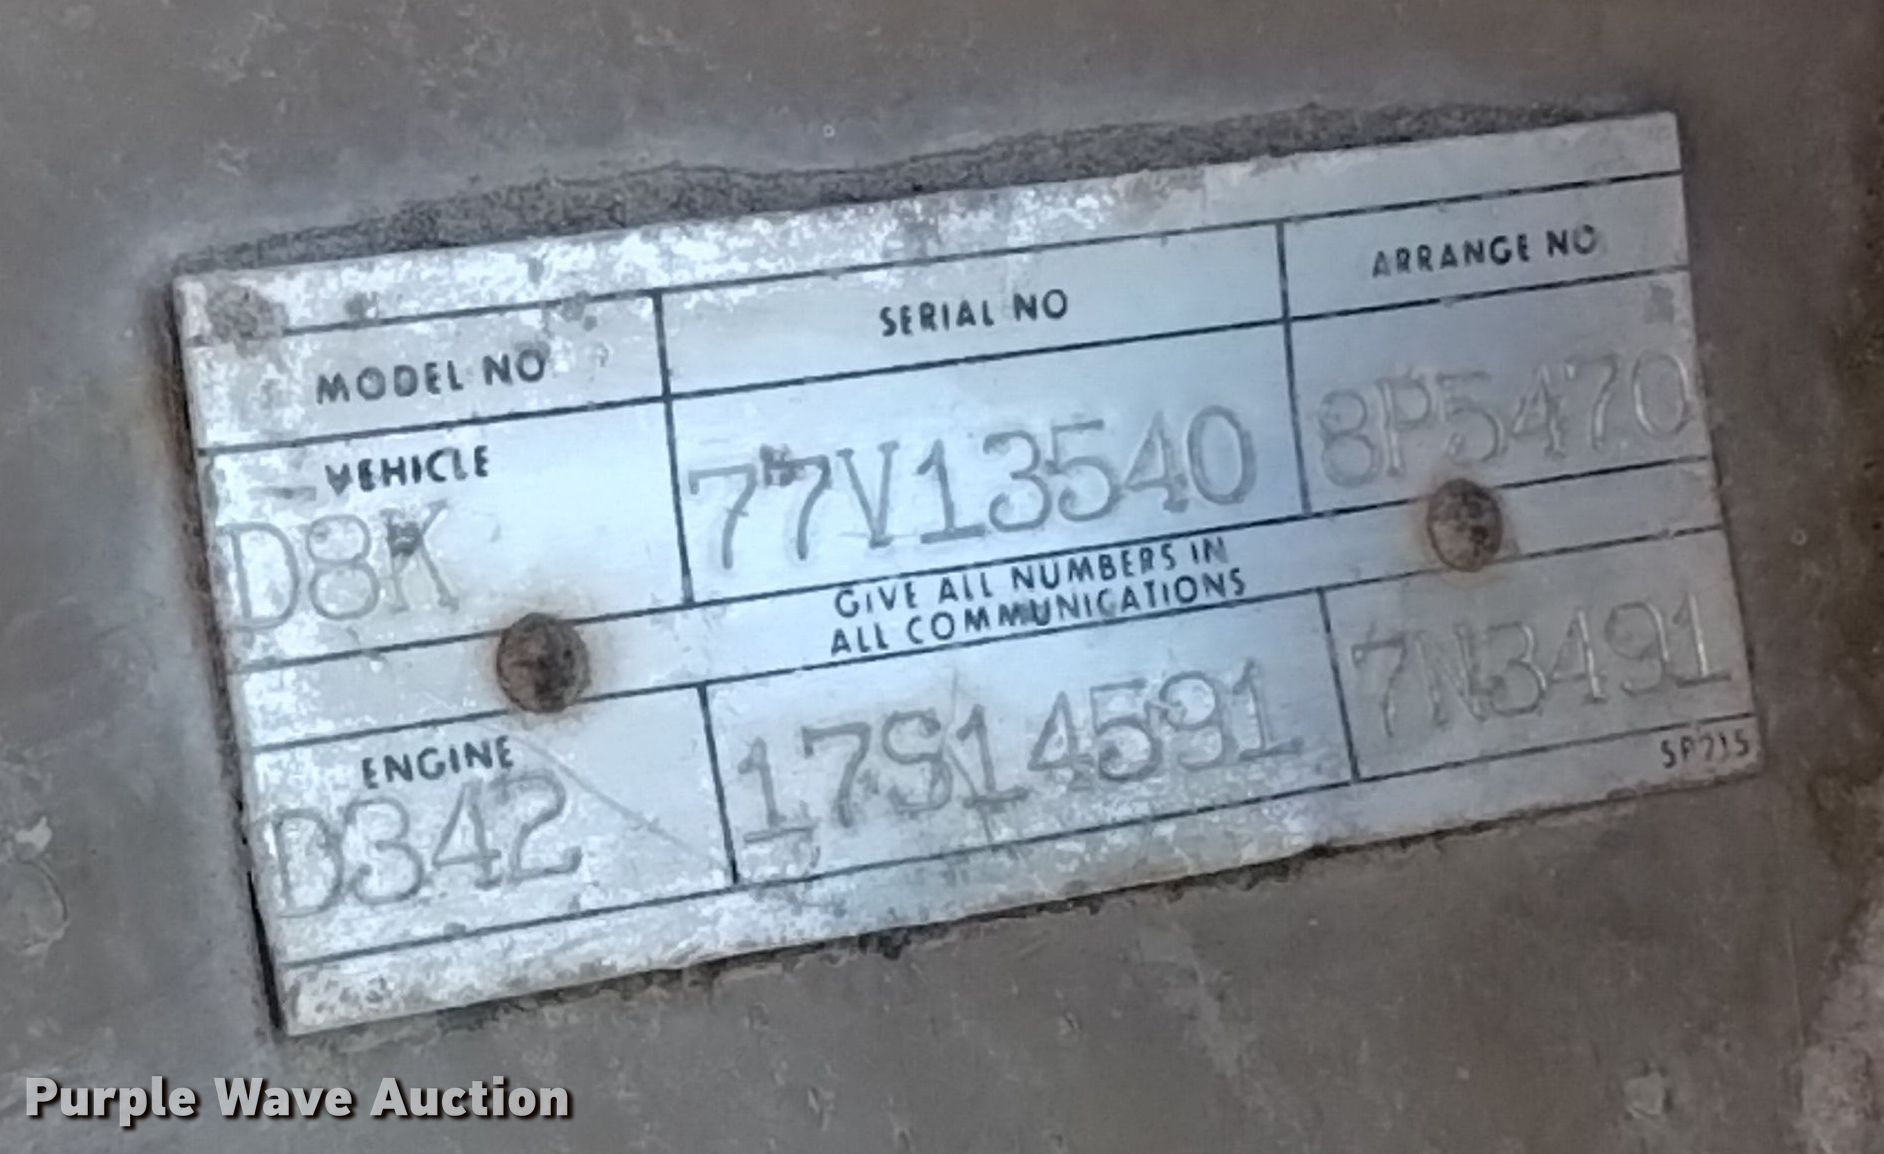 MODEL NO SERIAL NO ARRANGE NO
VEHICLE
D8K 77V13540 8P5470
GIVE ALL NUMBERS IN
ALL COMMUNICATIONS
ENGINE
D342 17S14591 7N3491
SP215
Purple Wave Auction